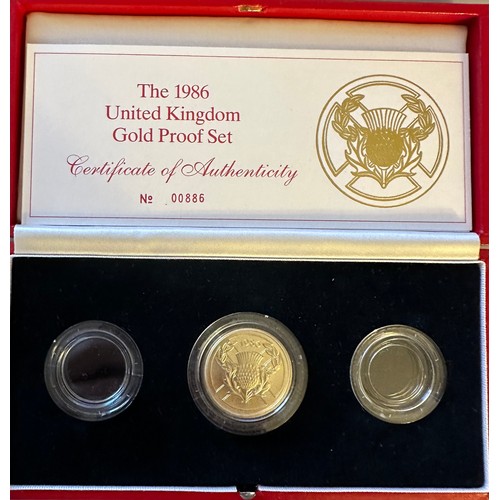 The 1986
United Kingdom
Gold Proof Set
Certificate of Authenticity
No 00886